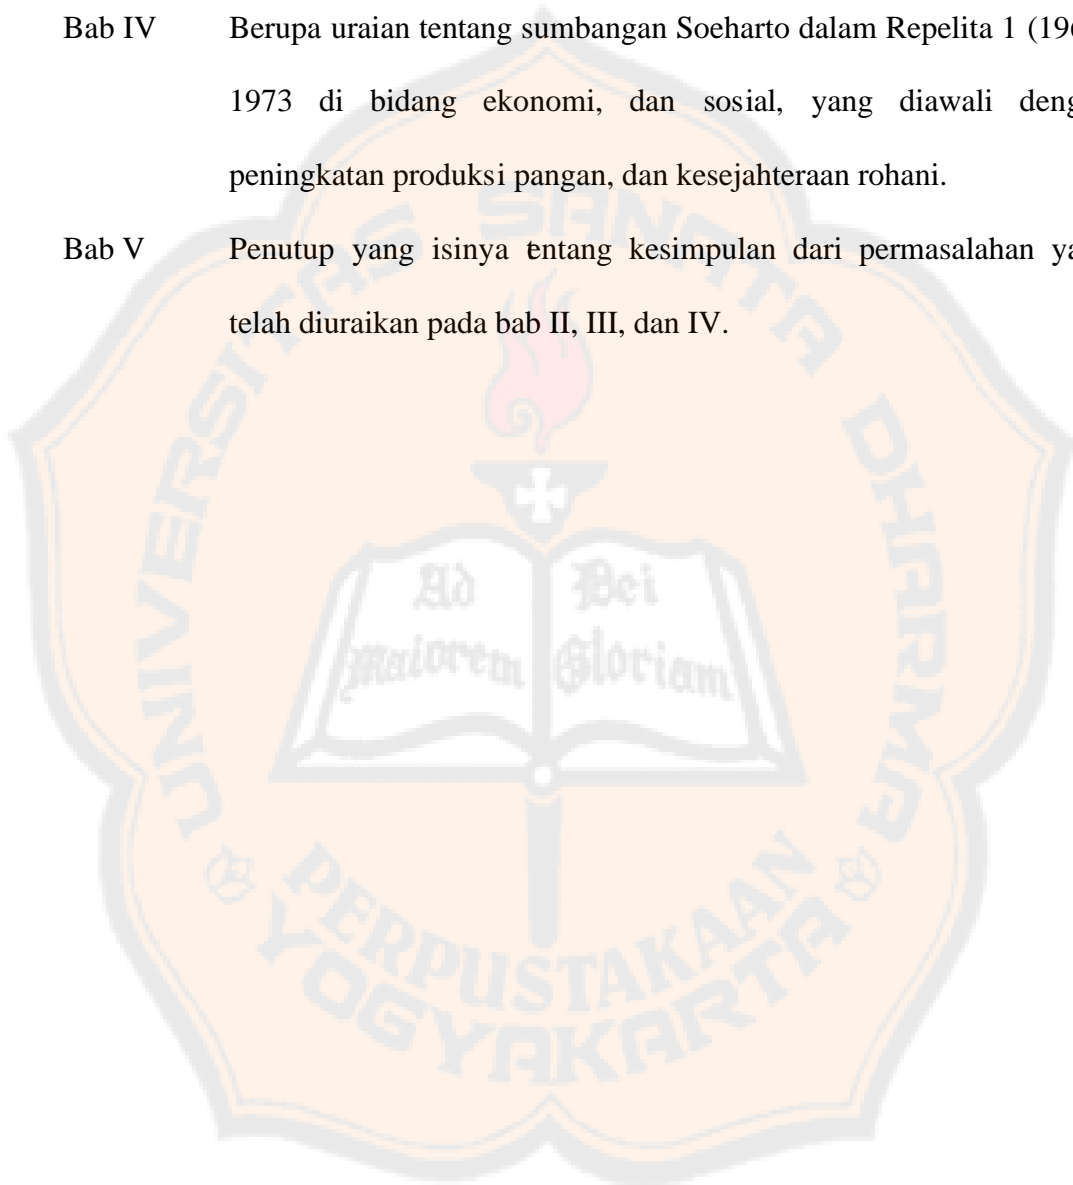 Bab IV Berupa uraian tentang sumbangan Soeharto dalam Repelita 1 (196
1973 di bidang ekonomi, dan sosial, yang diawali deng
peningkatan produksi pangan, dan kesejahteraan rohani.
Bab V Penutup yang isinya tentang kesimpulan dari permasalahan ya
telah diuraikan pada bab II, III, dan IV.
UNIVERSITAS SANATA DHARMA
Ad Dei
maiorem Gloriam
PERPUSTAKAAN
YOGYAKARTA